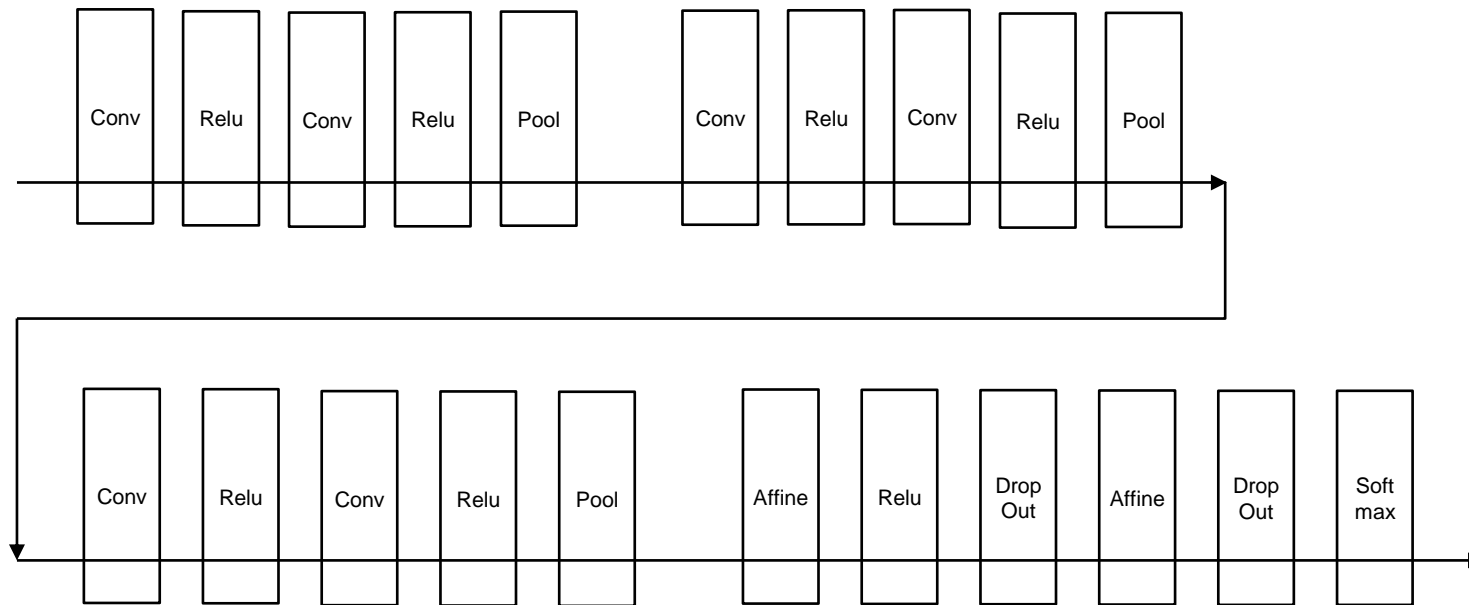 Conv Relu Conv Relu Pool Conv Relu Conv Relu Pool
Conv Relu Conv Relu Pool Affine Relu Drop Out Affine Drop Out Soft max